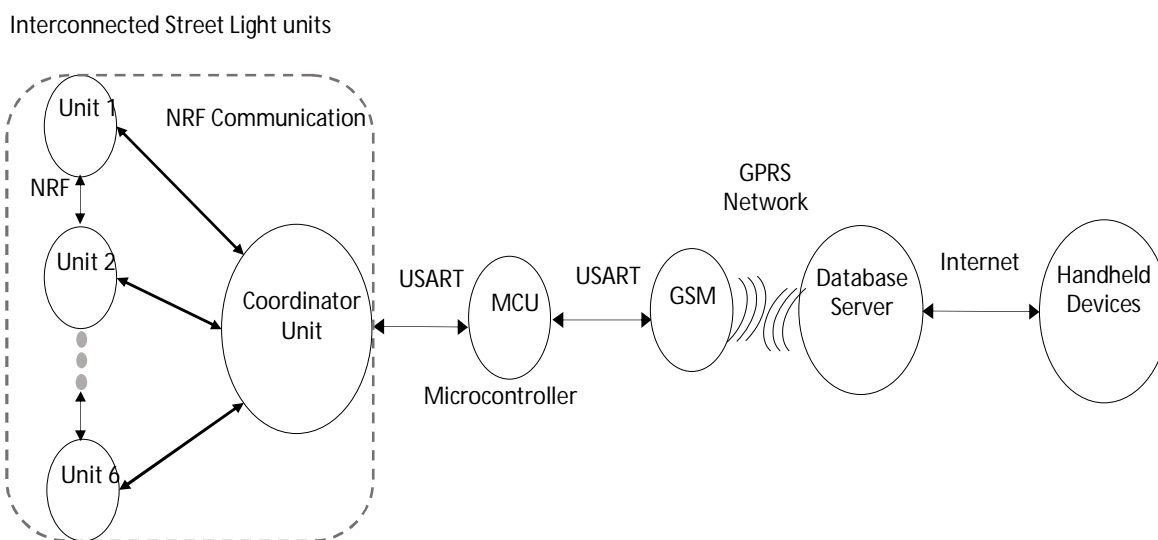 Interconnected Street Light units
Unit 1
NRF Communication
NRF
Unit 2
Coordinator
Unit
Unit 6
USART
MCU
Microcontroller
USART
GSM
GPRS
Network
Database
Server
Internet
Handheld
Devices